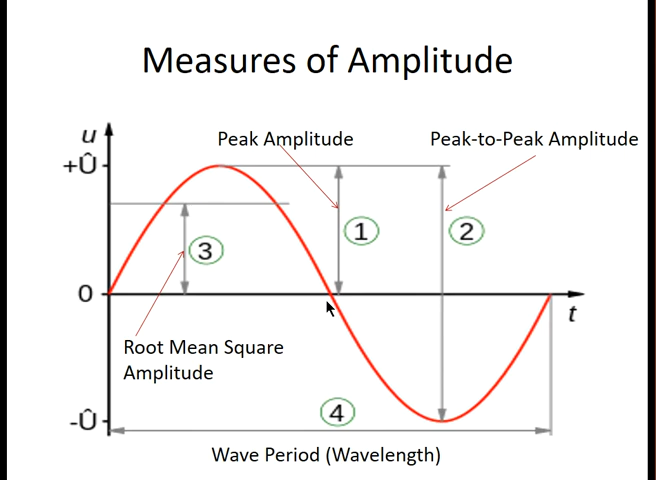 Measures of Amplitude
u
Peak Amplitude
Peak-to-Peak Amplitude
+Û
1
2
3
0
t
Root Mean Square
Amplitude
4
-Û
Wave Period (Wavelength)